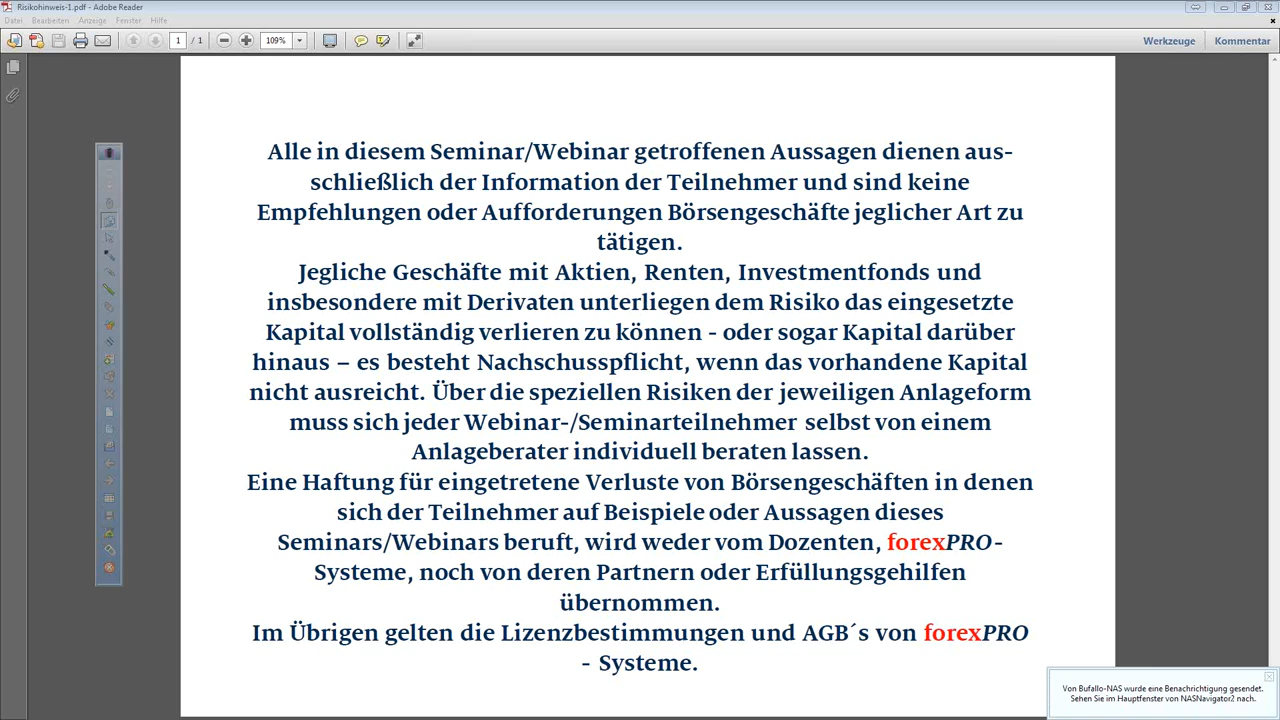 Risikohinweis-1.pdf - Adobe Reader
Datei Bearbeiten Anzeige Fenster Hilfe
1 / 1 109% Werkzeuge Kommentar
Alle in diesem Seminar/Webinar getroffenen Aussagen dienen aus-
schließlich der Information der Teilnehmer und sind keine
Empfehlungen oder Aufforderungen Börsengeschäfte jeglicher Art zu
tätigen.
Jegliche Geschäfte mit Aktien, Renten, Investmentfonds und
insbesondere mit Derivaten unterliegen dem Risiko das eingesetzte
Kapital vollständig verlieren zu können - oder sogar Kapital darüber
hinaus – es besteht Nachschusspflicht, wenn das vorhandene Kapital
nicht ausreicht. Über die speziellen Risiken der jeweiligen Anlageform
muss sich jeder Webinar-/Seminarteilnehmer selbst von einem
Anlageberater individuell beraten lassen.
Eine Haftung für eingetretene Verluste von Börsengeschäften in denen
sich der Teilnehmer auf Beispiele oder Aussagen dieses
Seminars/Webinars beruft, wird weder vom Dozenten, forexPRO-
Systeme, noch von deren Partnern oder Erfüllungsgehilfen
übernommen.
Im Übrigen gelten die Lizenzbestimmungen und AGB´s von forexPRO
- Systeme.
Von Bufallo-NAS wurde eine Benachrichtigung gesendet.
Sehen Sie im Hauptfenster von NASNavigator2 nach.